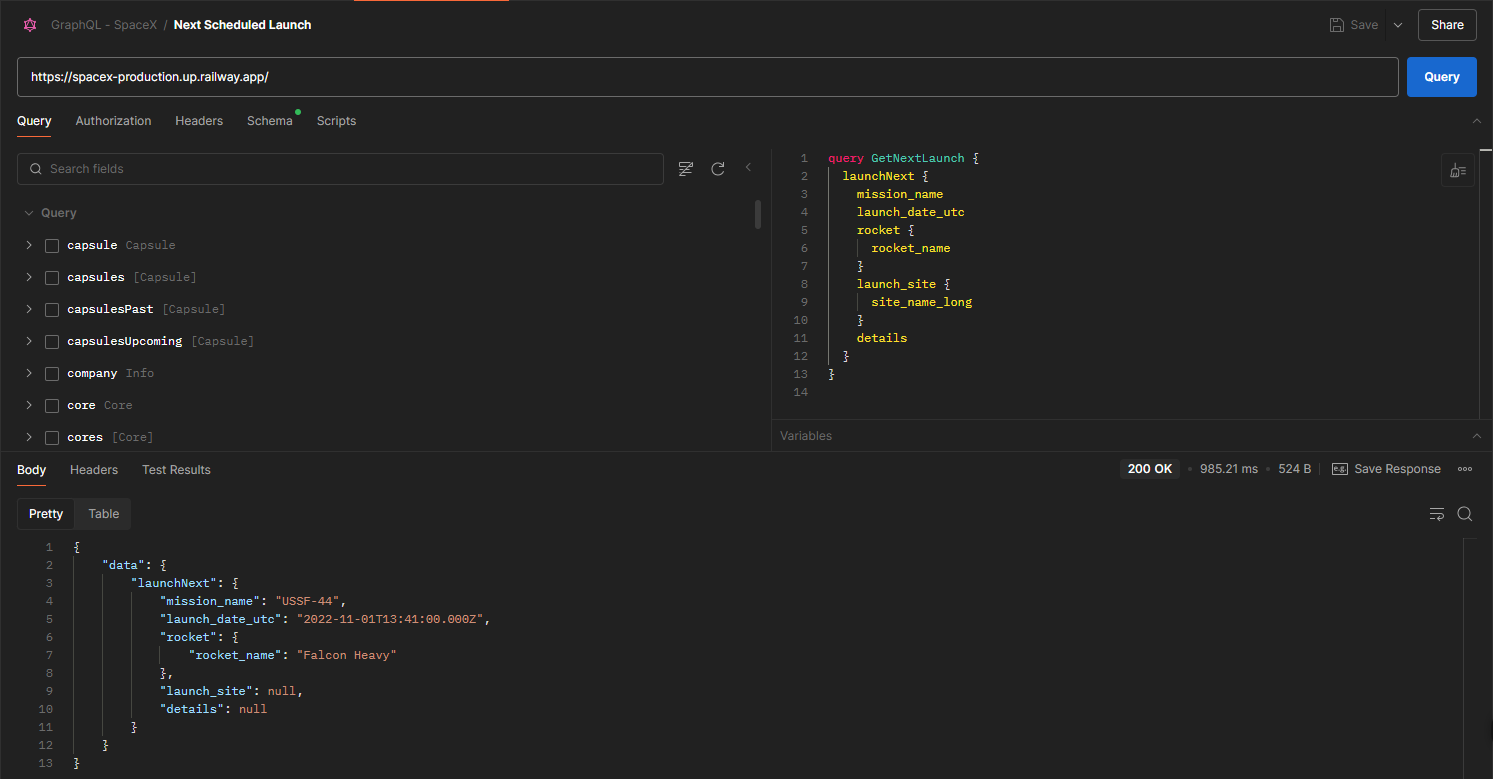 GraphQL - SpaceX / Next Scheduled Launch Save Share
https://spacex-production.up.railway.app/ Query
Query Authorization Headers Schema Scripts
Search fields
Query
capsule Capsule
capsules [Capsule]
capsulesPast [Capsule]
capsulesUpcoming [Capsule]
company Info
core Core
cores [Core]
1 query GetNextLaunch {
2 launchNext {
3 mission_name
4 launch_date_utc
5 rocket {
6 rocket_name
7 }
8 launch_site {
9 site_name_long
10 }
11 details
12 }
13 }
14
Variables
Body Headers Test Results 200 OK • 985.21 ms • 524 B e.g. Save Response
Pretty Table
1 {
2 "data": {
3 "launchNext": {
4 "mission_name": "USSF-44",
5 "launch_date_utc": "2022-11-01T13:41:00.000Z",
6 "rocket": {
7 "rocket_name": "Falcon Heavy"
8 },
9 "launch_site": null,
10 "details": null
11 }
12 }
13 }